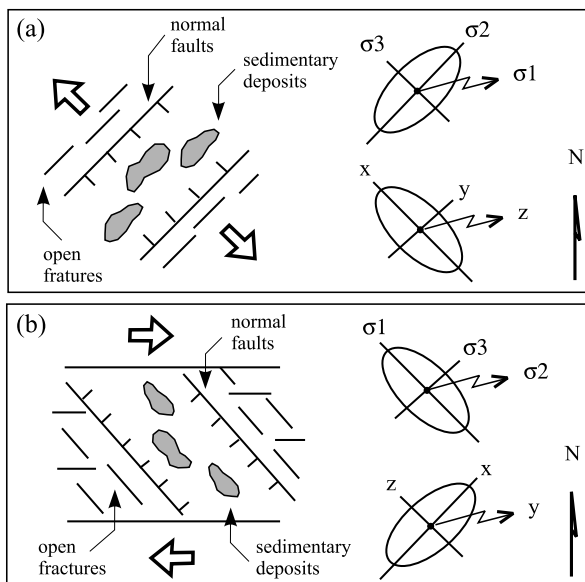 (a)
normal
faults
sedimentary
deposits
open
fratures
σ3
σ2
σ1
x
y
z
N
(b)
normal
faults
open
fractures
sedimentary
deposits
σ1
σ3
σ2
z
x
y
N